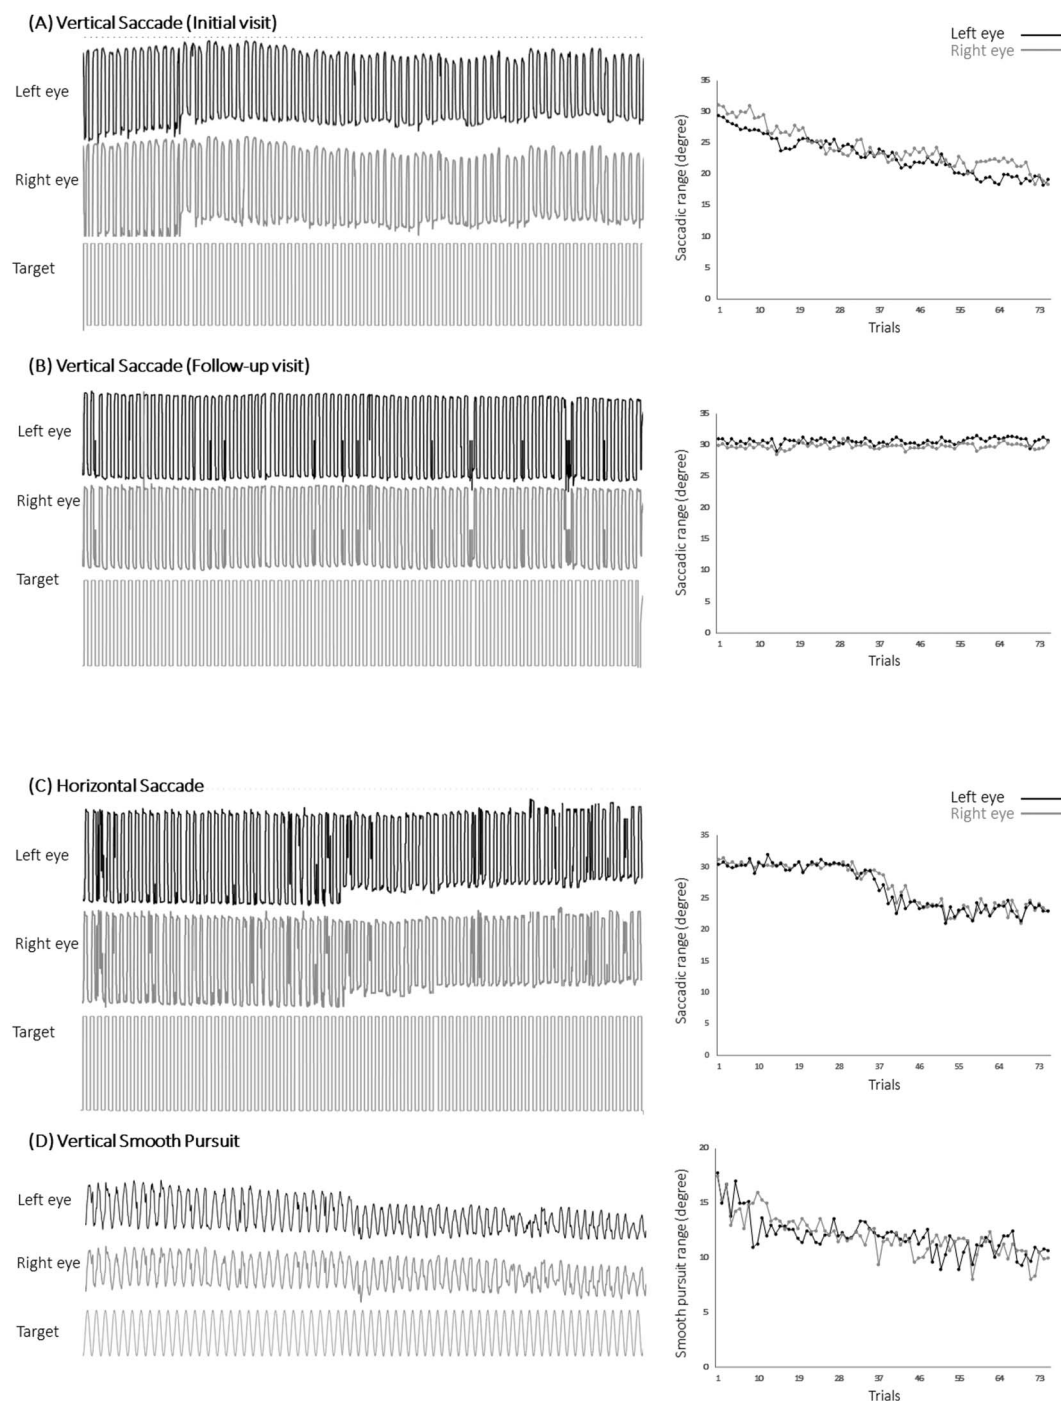 (A) Vertical Saccade (Initial visit)
Left eye
Right eye
Target
Left eye
Right eye
Saccadic range (degree)
35
30
25
20
15
10
5
0
1 10 19 28 37 46 55 64 73
Trials
(B) Vertical Saccade (Follow-up visit)
Left eye
Right eye
Target
Saccadic range (degree)
35
30
25
20
15
10
5
0
1 10 19 28 37 46 55 64 73
Trials
(C) Horizontal Saccade
Left eye
Right eye
Target
Left eye
Right eye
Saccadic range (degree)
35
30
25
20
15
10
5
0
1 10 19 28 37 46 55 64 73
Trials
(D) Vertical Smooth Pursuit
Left eye
Right eye
Target
Smooth pursuit range (degree)
20
15
10
5
0
1 10 19 28 37 46 55 64 73
Trials